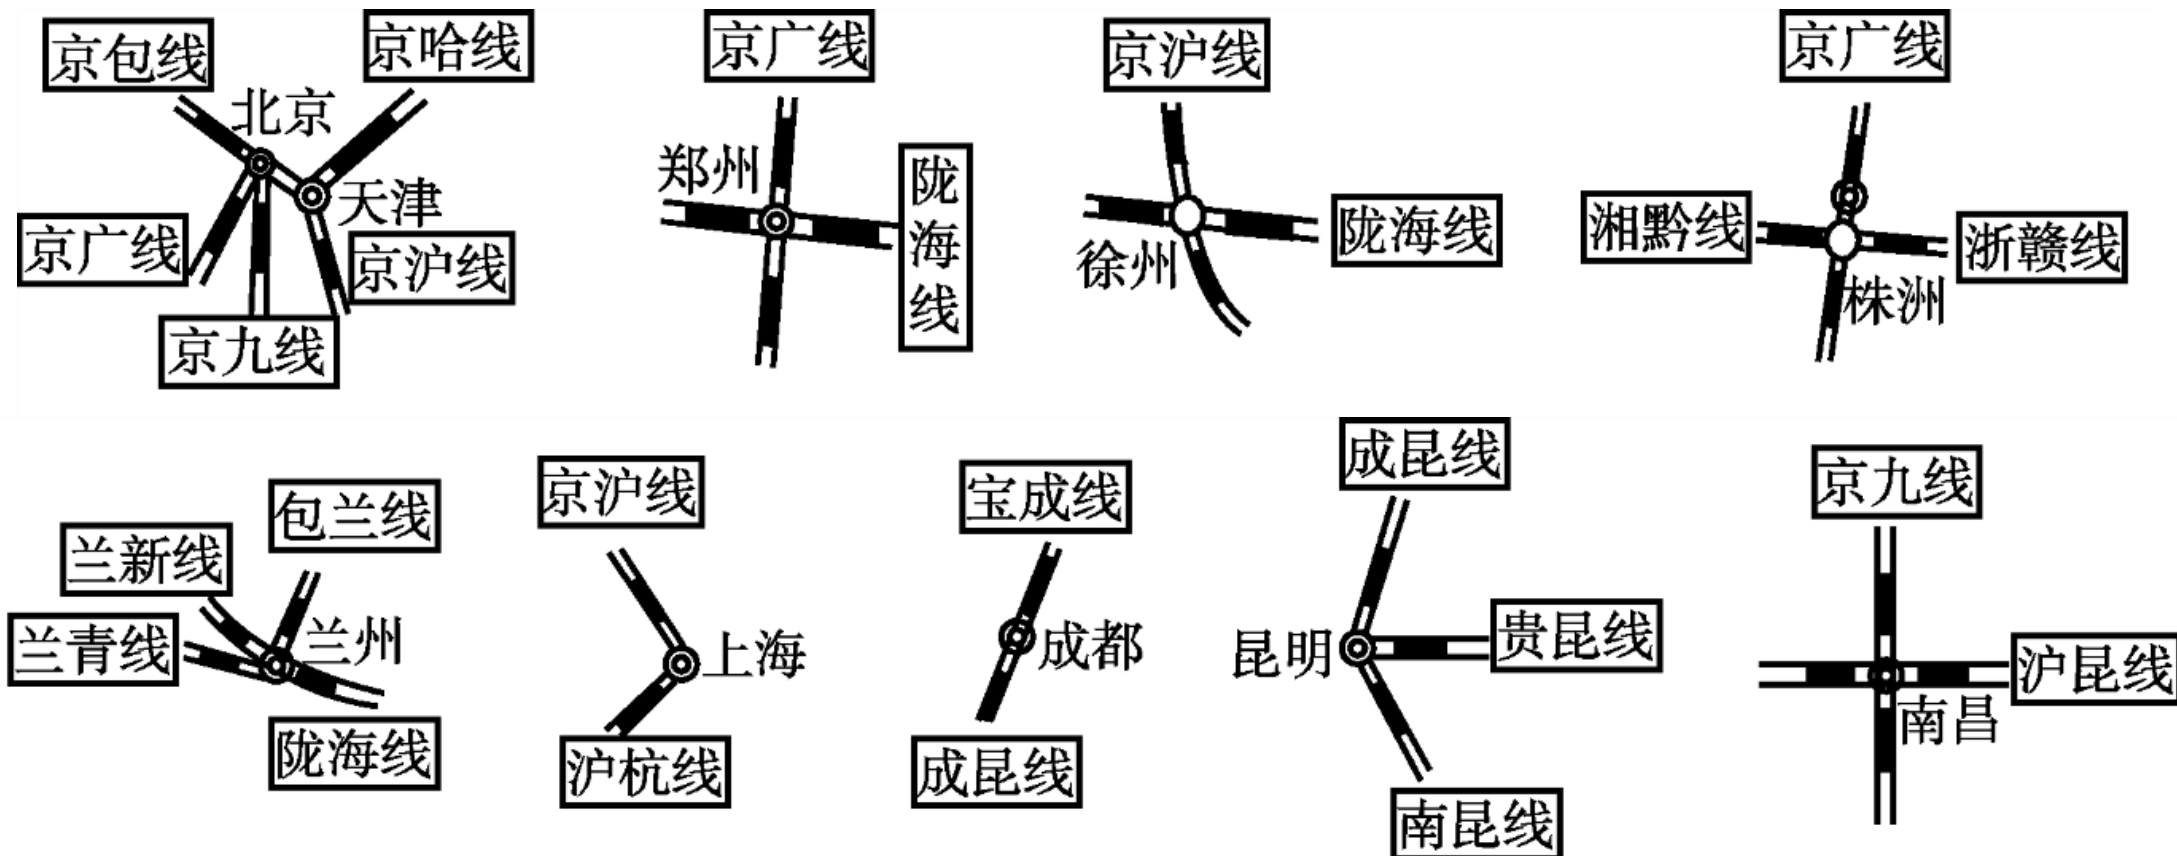 京包线
京哈线
北京
天津
京广线
京沪线
京九线
京广线
郑州
陇海线
京沪线
徐州
陇海线
京广线
湘黔线
浙赣线
株洲
包兰线
兰新线
兰青线
兰州
陇海线
京沪线
上海
沪杭线
宝成线
成都
成昆线
成昆线
昆明
贵昆线
南昆线
京九线
沪昆线
南昌